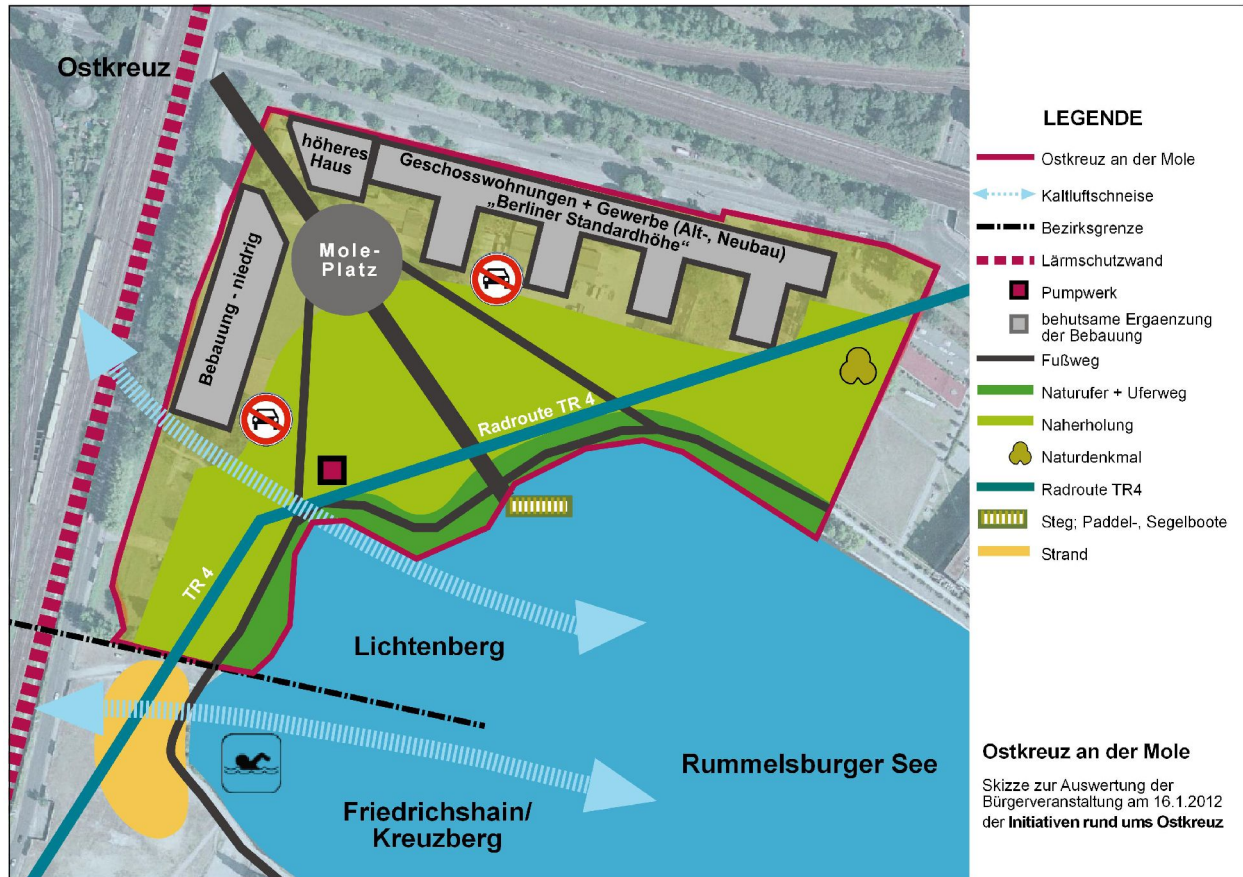 Ostkreuz
höheres
Haus
Geschosswohnungen + Gewerbe (Alt-, Neubau)
„Berliner Standardhöhe“
Mole-
Platz
Bebauung - niedrig
Radroute TR 4
TR 4
Lichtenberg
Rummelsburger See
Friedrichshain/
Kreuzberg
LEGENDE
Ostkreuz an der Mole
Kaltluftschneise
Bezirksgrenze
Lärmschutzwand
Pumpwerk
behutsame Ergaenzung
der Bebauung
Fußweg
Naturufer + Uferweg
Naherholung
Naturdenkmal
Radroute TR4
Steg; Paddel-, Segelboote
Strand
Ostkreuz an der Mole
Skizze zur Auswertung der
Bürgerveranstaltung am 16.1.2012
der Initiativen rund ums Ostkreuz